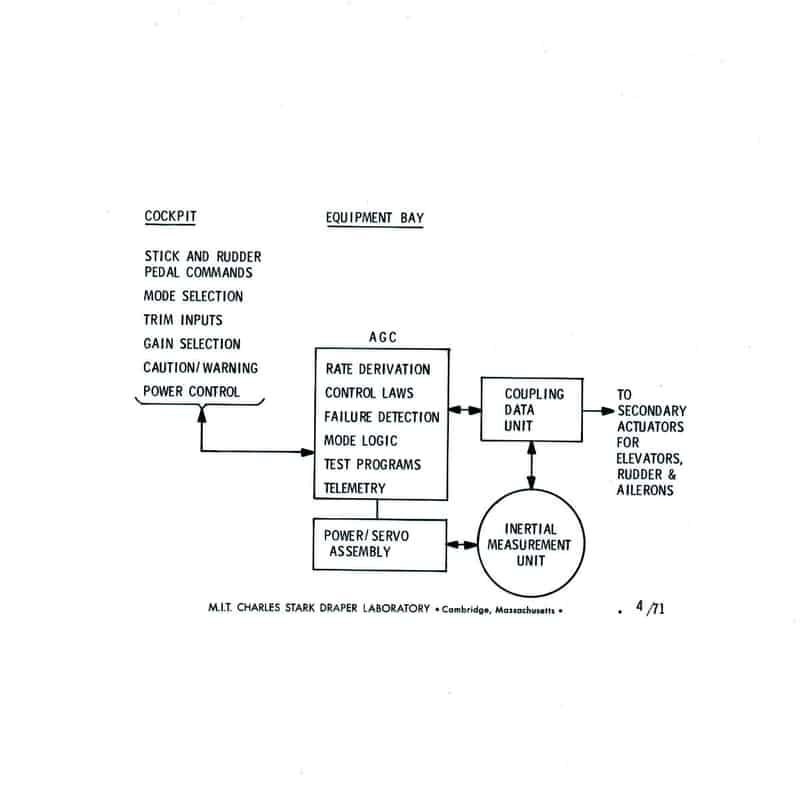 COCKPIT
STICK AND RUDDER
PEDAL COMMANDS
MODE SELECTION
TRIM INPUTS
GAIN SELECTION
CAUTION/WARNING
POWER CONTROL
EQUIPMENT BAY
AGC
RATE DERIVATION
CONTROL LAWS
FAILURE DETECTION
MODE LOGIC
TEST PROGRAMS
TELEMETRY
POWER/SERVO
ASSEMBLY
COUPLING
DATA
UNIT
INERTIAL
MEASUREMENT
UNIT
TO
SECONDARY
ACTUATORS
FOR
ELEVATORS,
RUDDER &
AILERONS
M.I.T. CHARLES STARK DRAPER LABORATORY • Cambridge, Massachusetts •
. 4/71